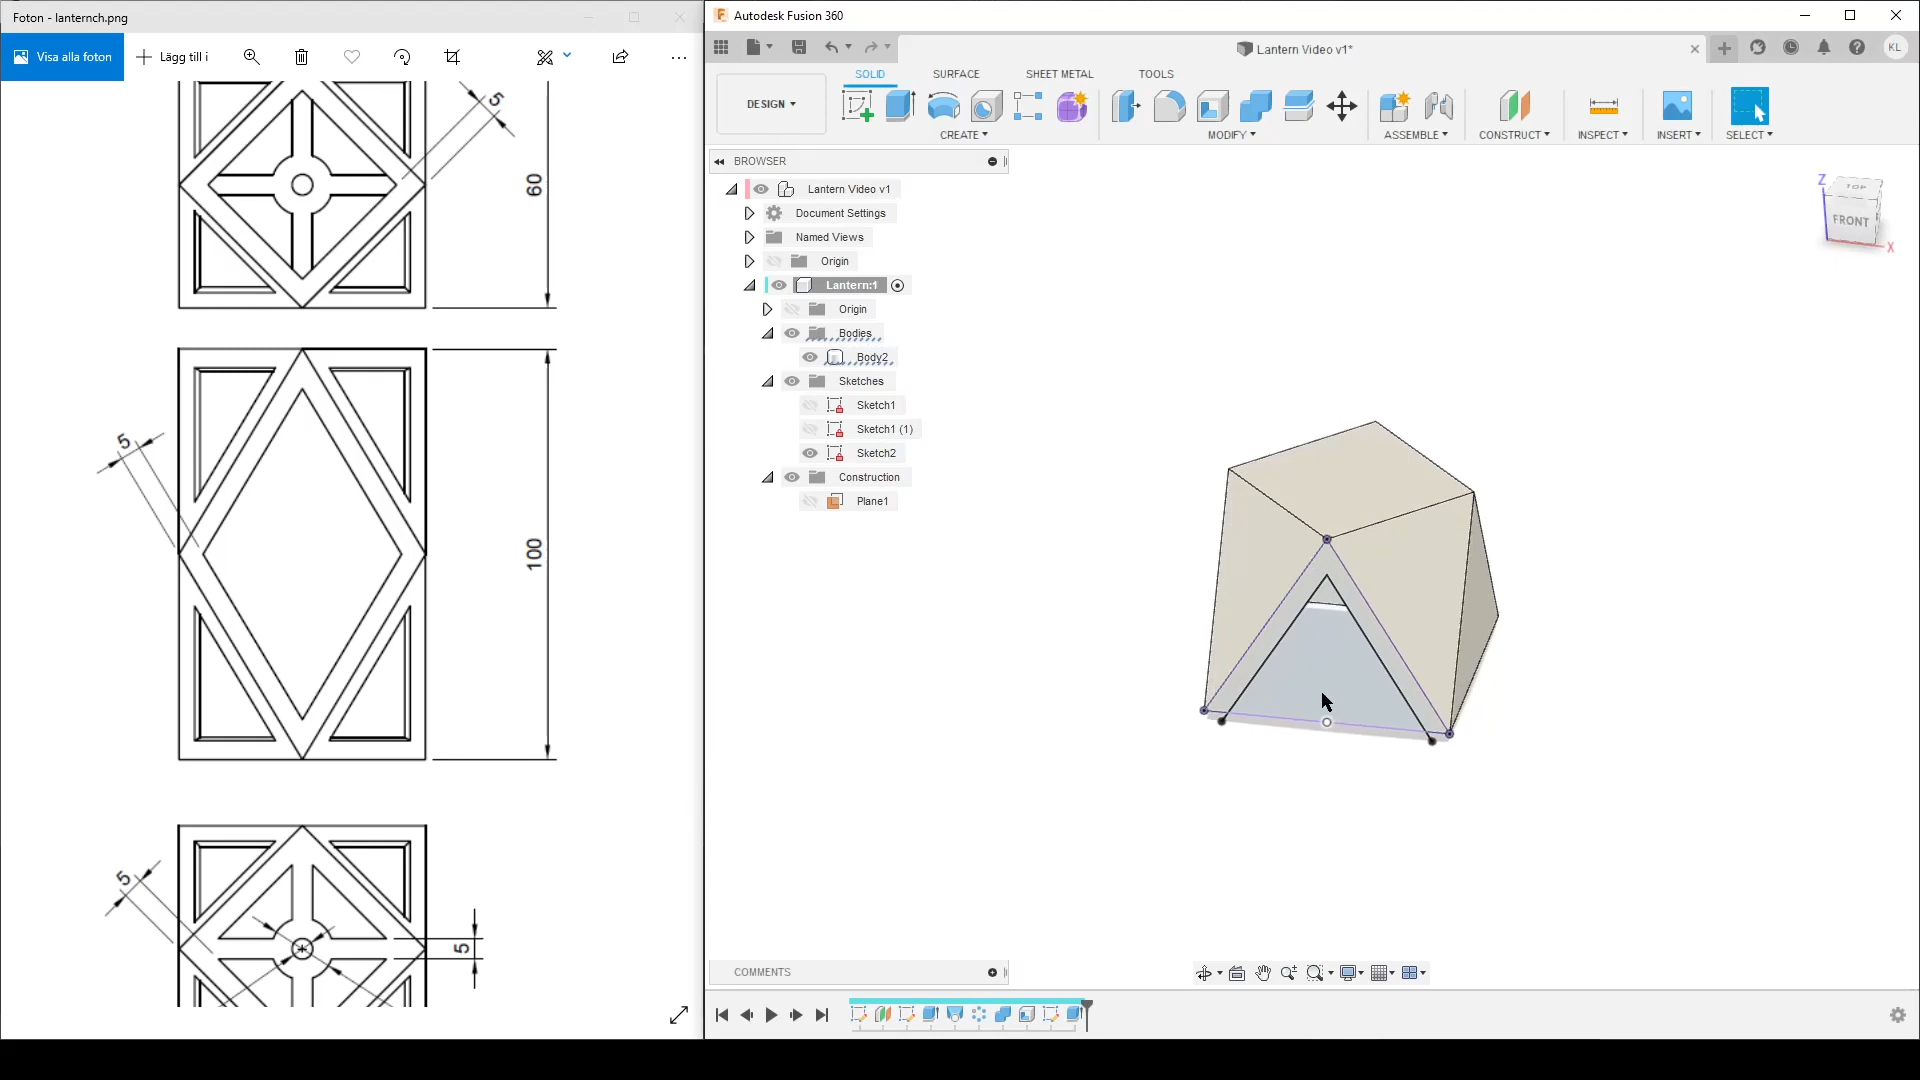 Foton - lanternch.png
Visa alla foton
Lägg till i
5
60
5
100
5
5
Autodesk Fusion 360
Lantern Video v1*
KL
SOLID SURFACE SHEET METAL TOOLS
DESIGN
CREATE MODIFY ASSEMBLE CONSTRUCT INSPECT INSERT SELECT
BROWSER
Lantern Video v1
Document Settings
Named Views
Origin
Lantern:1
Origin
Bodies
Body2
Sketches
Sketch1
Sketch1 (1)
Sketch2
Construction
Plane1
Z
TOP
FRONT
X
COMMENTS